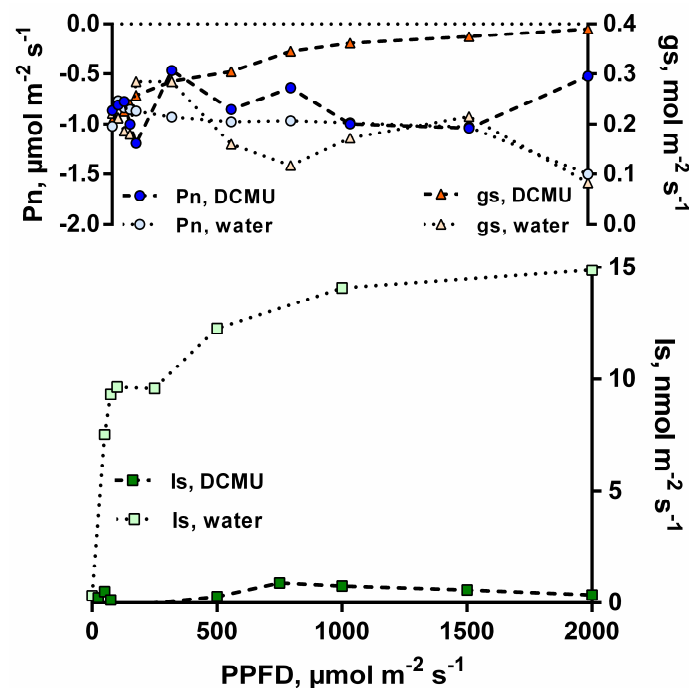 0.0
-0.5
-1.0
-1.5
-2.0
Pn, µmol m-2 s-1
0.4
0.3
0.2
0.1
0.0
gs, mol m-2 s-1
Pn, DCMU
Pn, water
gs, DCMU
gs, water
15
10
5
0
Is, nmol m-2 s-1
Is, DCMU
Is, water
0 500 1000 1500 2000
PPFD, µmol m-2 s-1